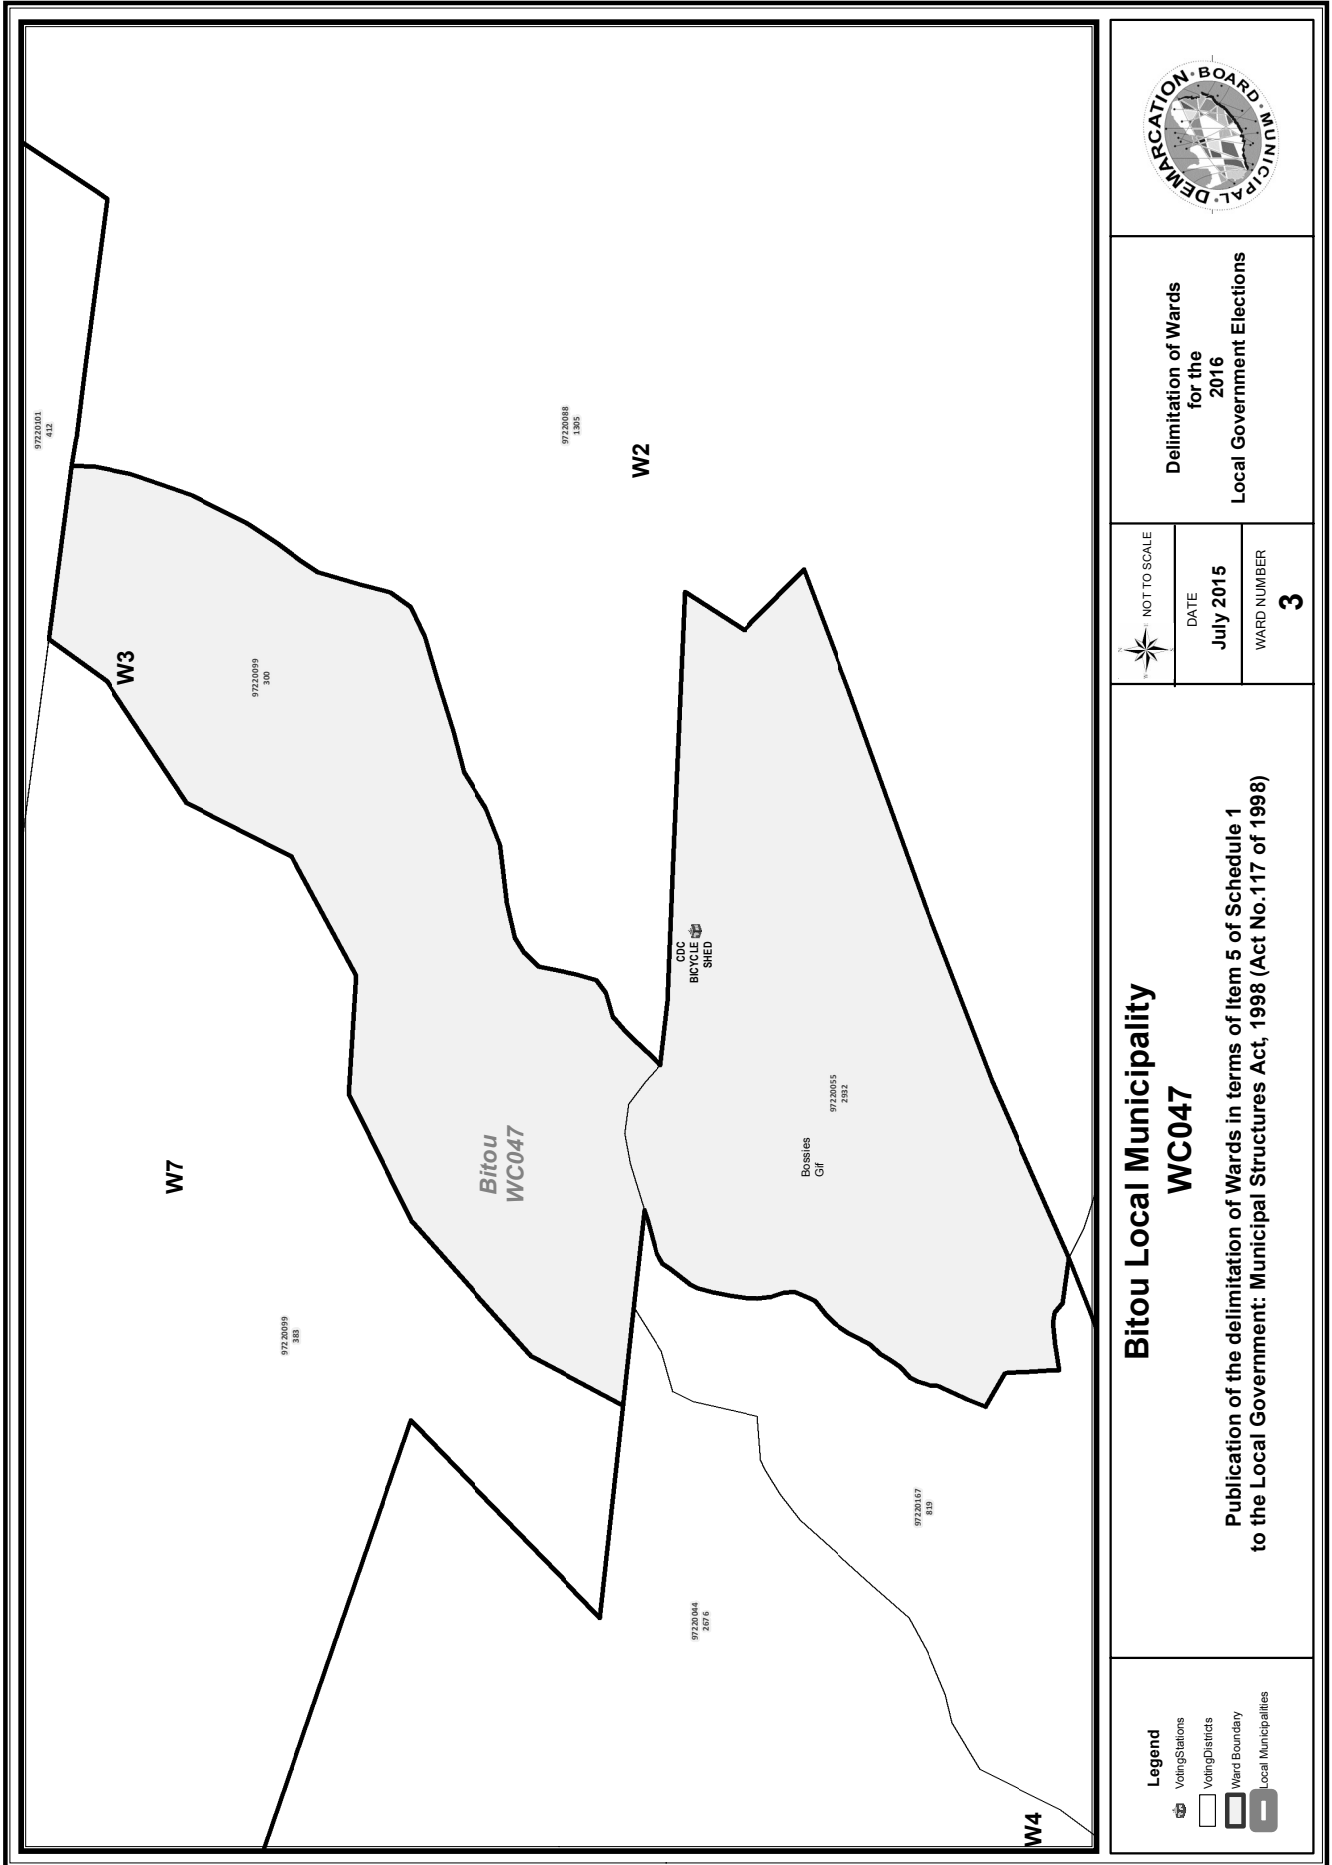 97220101
412
W3
97220099
300
97220088
1305
W2
W7
Bitou
WC047
CDC
BICYCLE
SHED
97220055
2932
Bossies
Gif
97220099
383
97220167
819
97220044
2676
W4
Legend
VotingStations
VotingDistricts
Ward Boundary
Local Municipalities
Bitou Local Municipality
WC047
Publication of the delimitation of Wards in terms of Item 5 of Schedule 1
to the Local Government: Municipal Structures Act, 1998 (Act No.117 of 1998)
N
W
S
NOT TO SCALE
DATE
July 2015
WARD NUMBER
3
Delimitation of Wards
for the
2016
Local Government Elections
MUNICIPAL • DEMARCATION • BOARD •